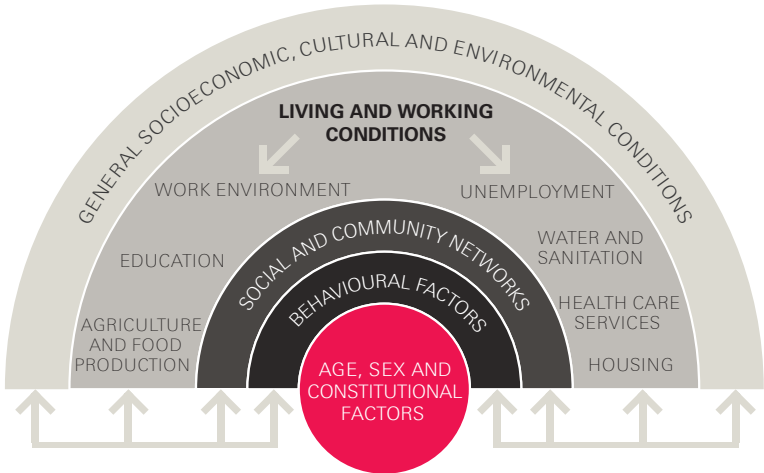 GENERAL SOCIOECONOMIC, CULTURAL AND ENVIRONMENTAL CONDITIONS
LIVING AND WORKING
CONDITIONS
WORK ENVIRONMENT
UNEMPLOYMENT
EDUCATION
WATER AND
SANITATION
AGRICULTURE
AND FOOD
PRODUCTION
HEALTH CARE
SERVICES
HOUSING
SOCIAL AND COMMUNITY NETWORKS
BEHAVIOURAL FACTORS
AGE, SEX AND
CONSTITUTIONAL
FACTORS